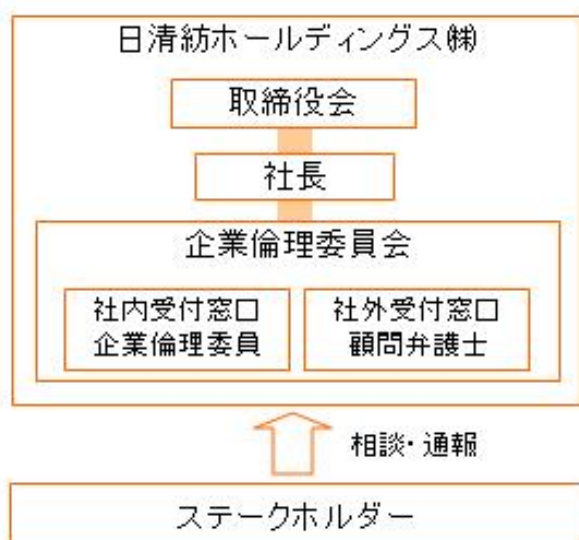 日清紡ホールディングス㈱
取締役会
社長
企業倫理委員会
社内受付窓口
企業倫理委員
社外受付窓口
顧問弁護士
相談・通報
ステークホルダー